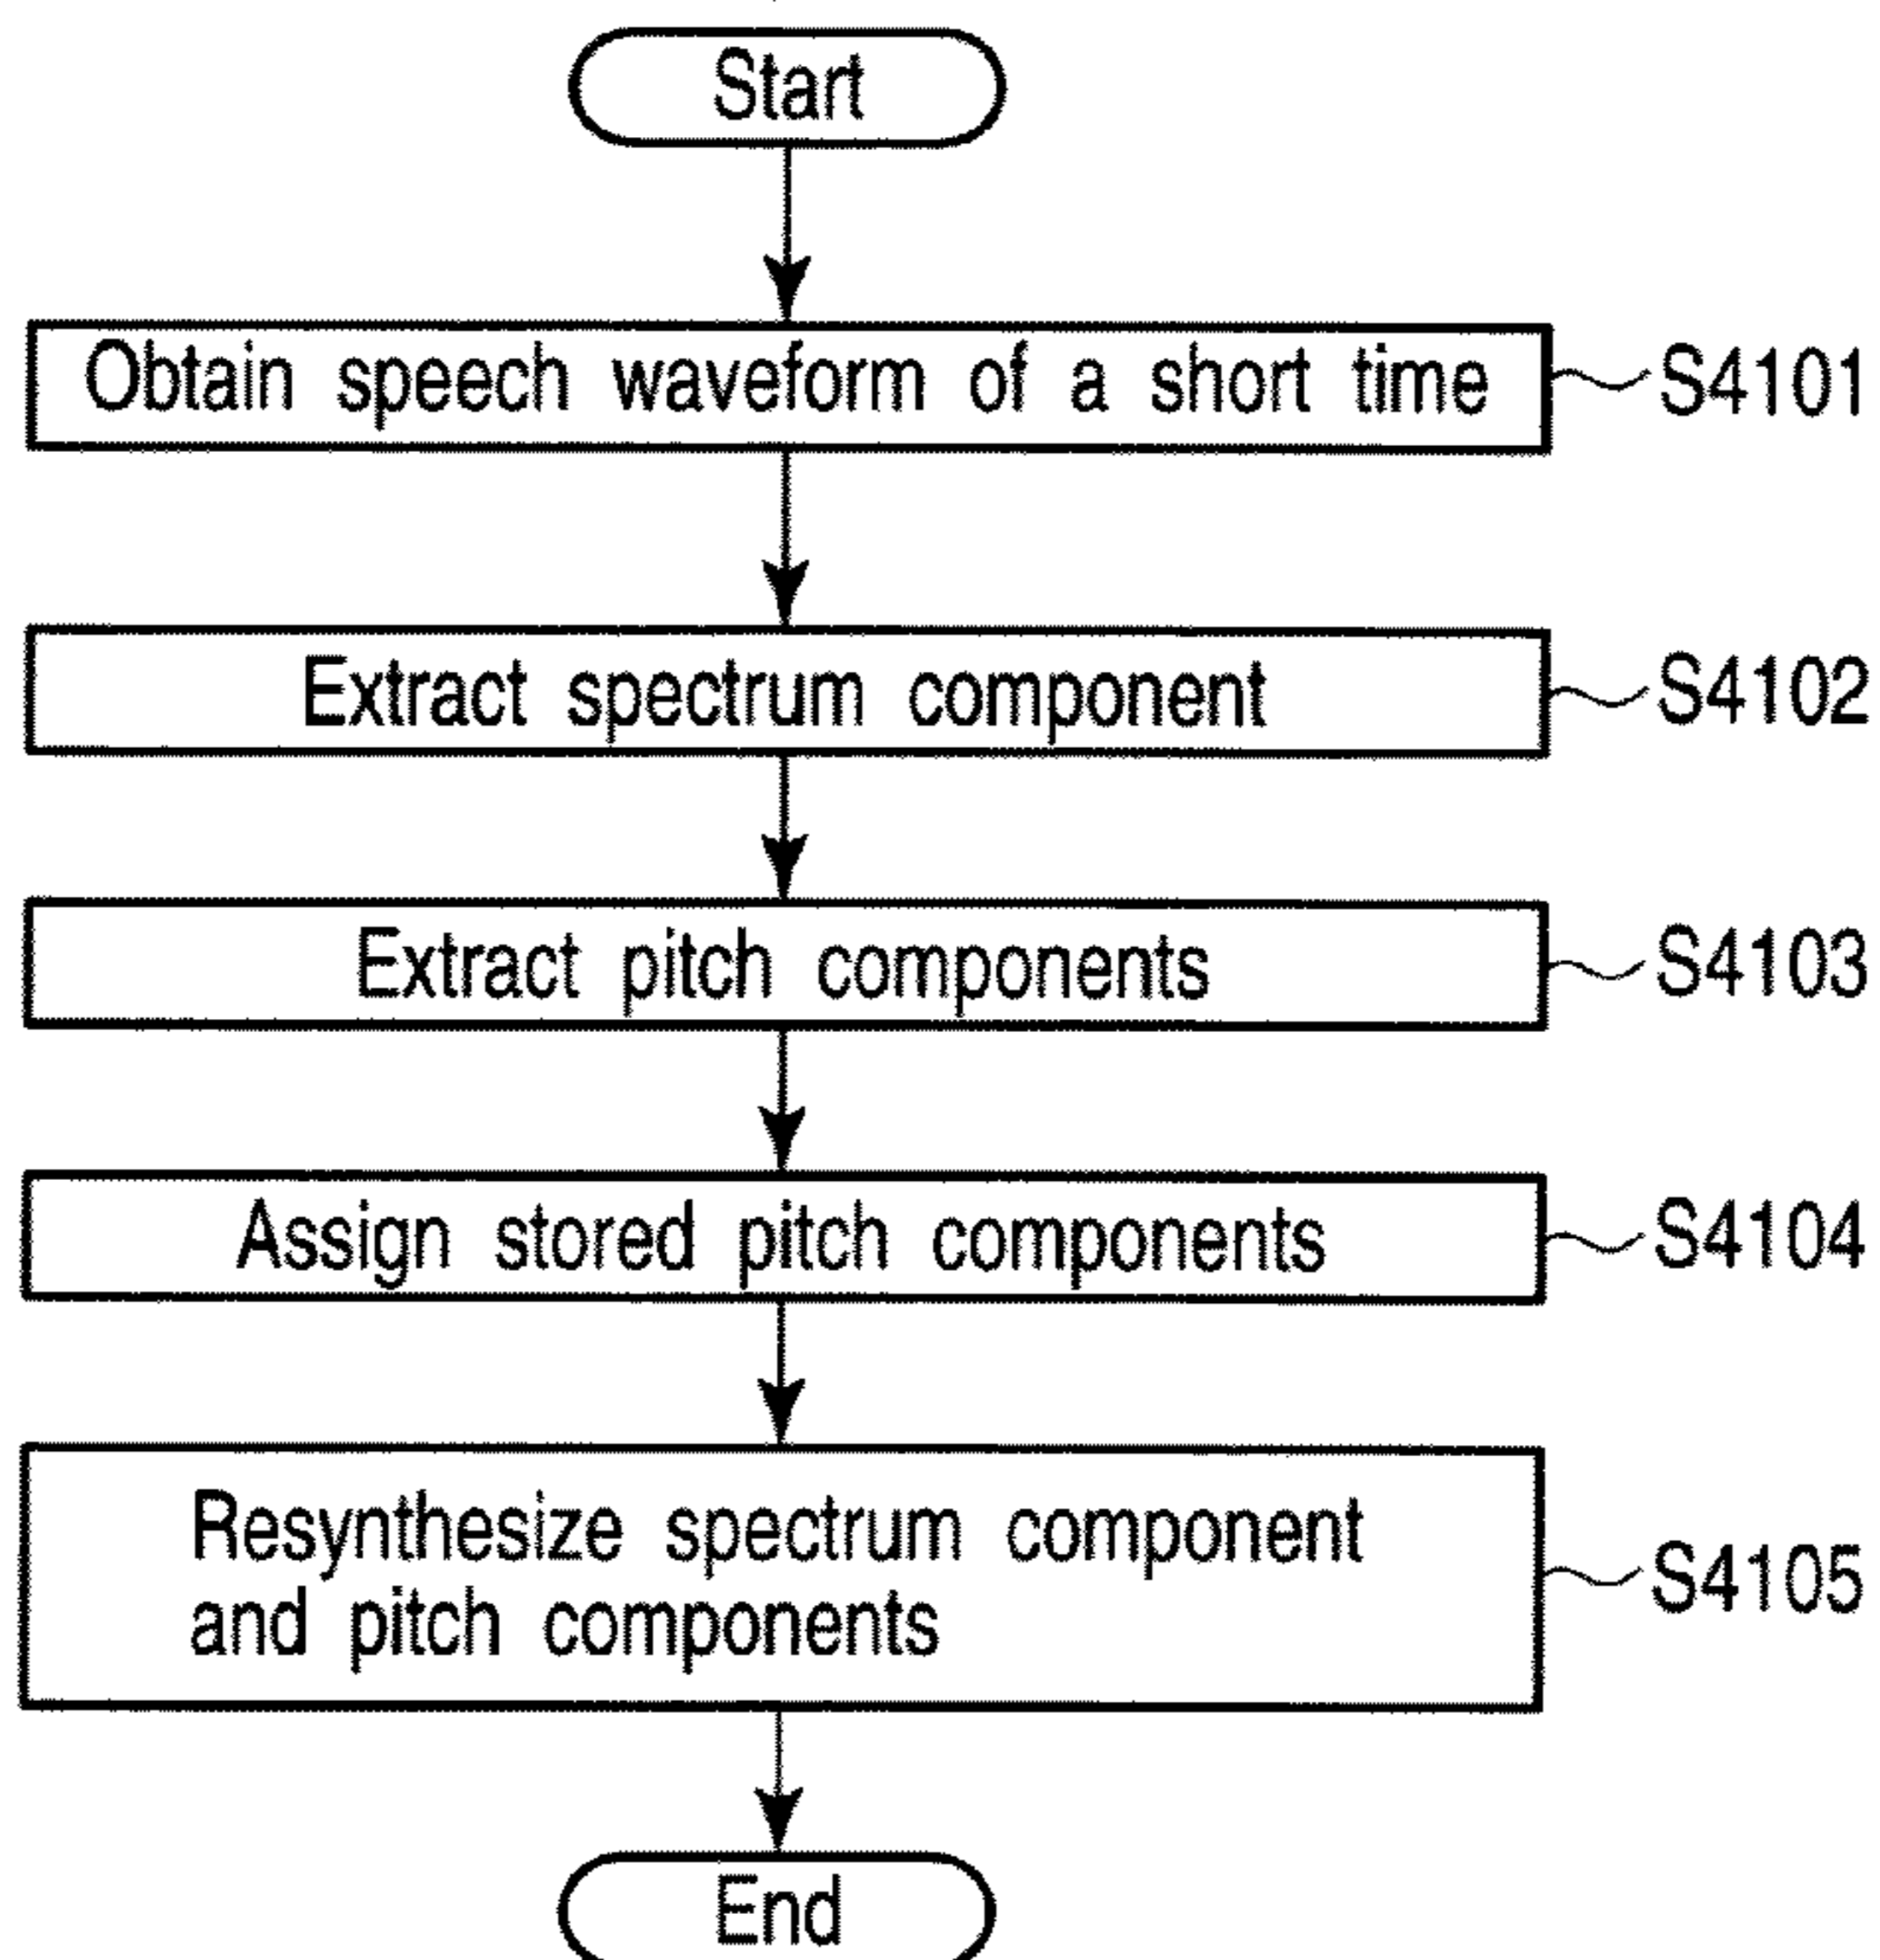 Start
Obtain speech waveform of a short time
S4101
Extract spectrum component
S4102
Extract pitch components
S4103
Assign stored pitch components
S4104
Resynthesize spectrum component
and pitch components
S4105
End